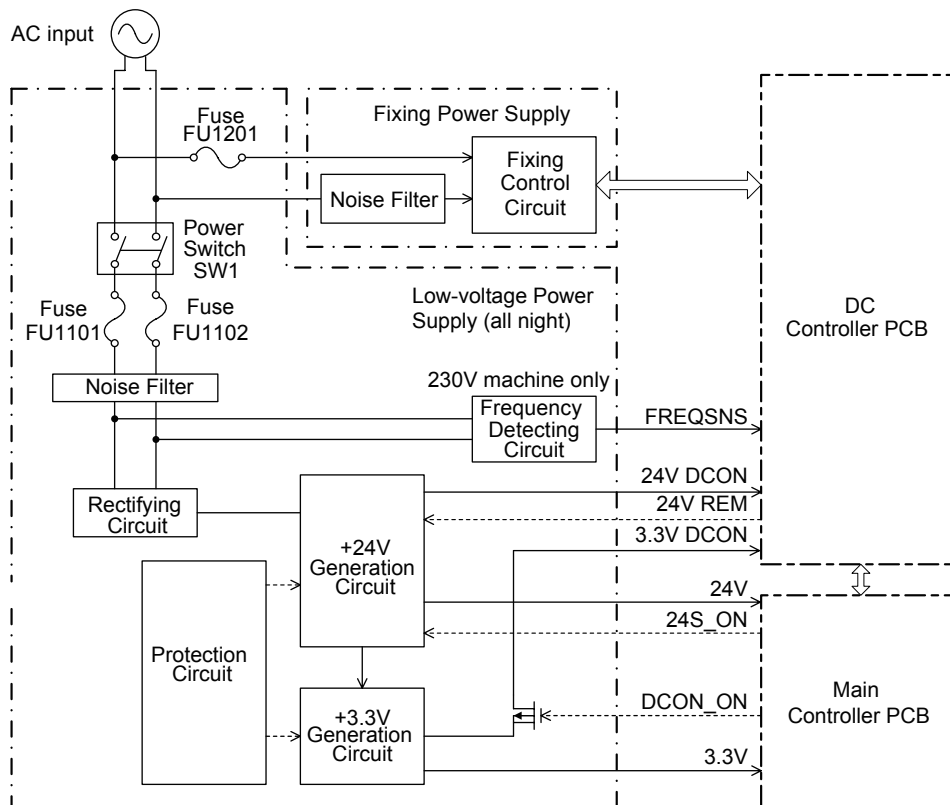 AC input
Fuse
FU1201
Fixing Power Supply
Fixing
Control
Circuit
Noise Filter
Power
Switch
SW1
Fuse
FU1101
Fuse
FU1102
Low-voltage Power
Supply (all night)
DC
Controller PCB
Noise Filter
230V machine only
Frequency
Detecting
Circuit
FREQSNS
Rectifying
Circuit
+24V
Generation
Circuit
24V DCON
24V REM
3.3V DCON
24V
24S_ON
Protection
Circuit
+3.3V
Generation
Circuit
DCON_ON
3.3V
Main
Controller PCB